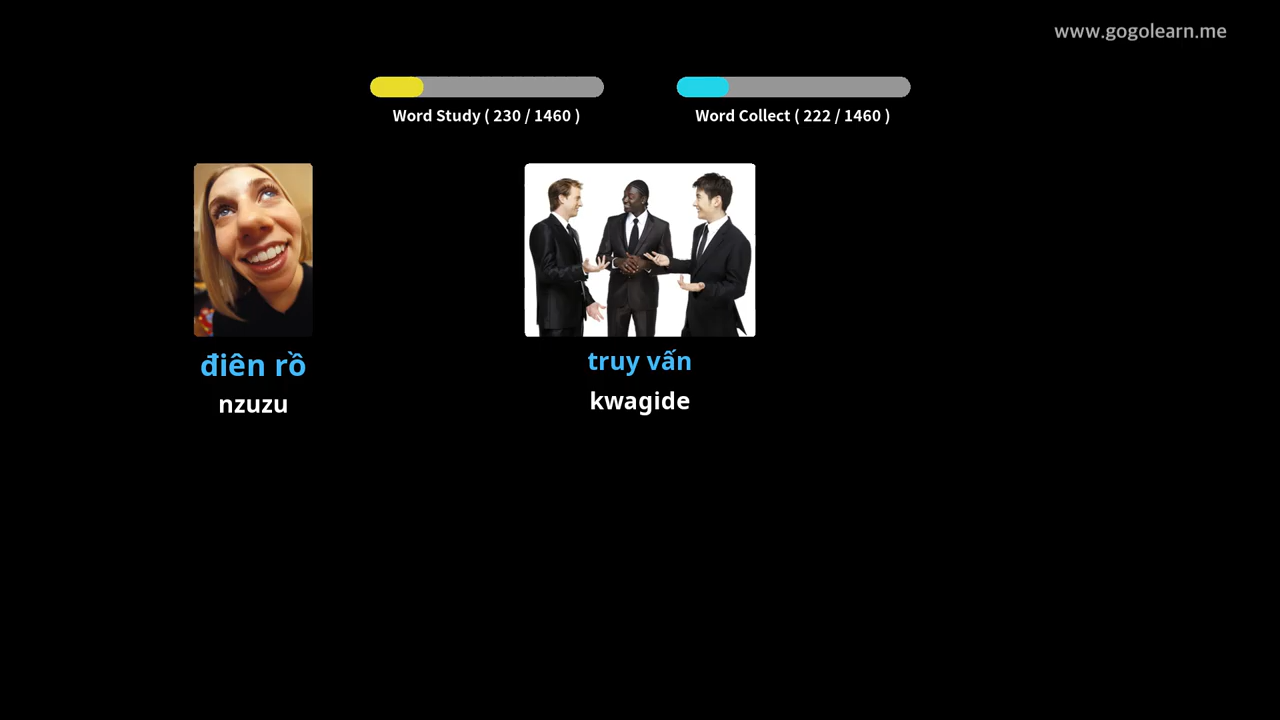 www.gogolearn.me
Word Study ( 230 / 1460 )
Word Collect ( 222 / 1460 )
điên rồ
nzuzu
truy vấn
kwagide